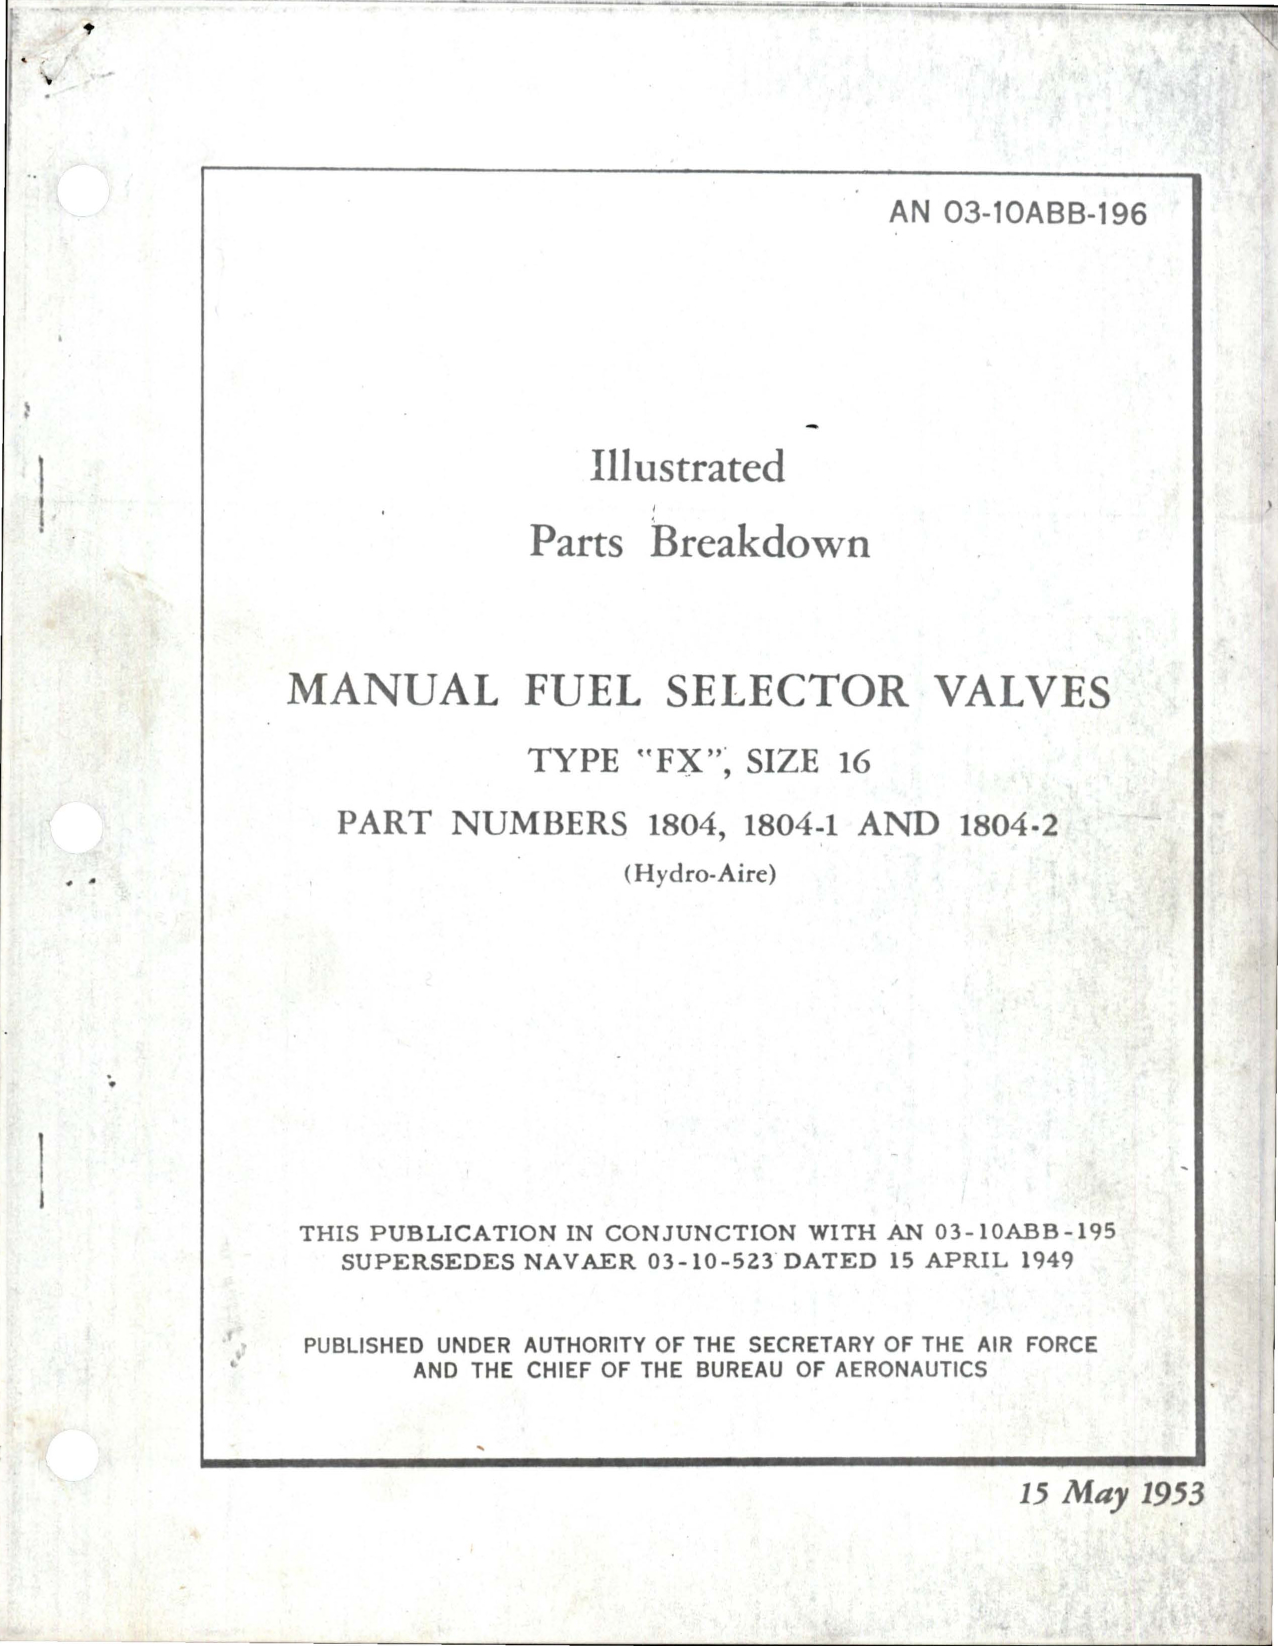 AN 03-10ABB-196
Illustrated
Parts Breakdown
MANUAL FUEL SELECTOR VALVES
TYPE "FX", SIZE 16
PART NUMBERS 1804, 1804-1 AND 1804-2
(Hydro-Aire)
THIS PUBLICATION IN CONJUNCTION WITH AN 03-10ABB-195
SUPERSEDES NAVAER 03-10-523 DATED 15 APRIL 1949
PUBLISHED UNDER AUTHORITY OF THE SECRETARY OF THE AIR FORCE
AND THE CHIEF OF THE BUREAU OF AERONAUTICS
15 May 1953